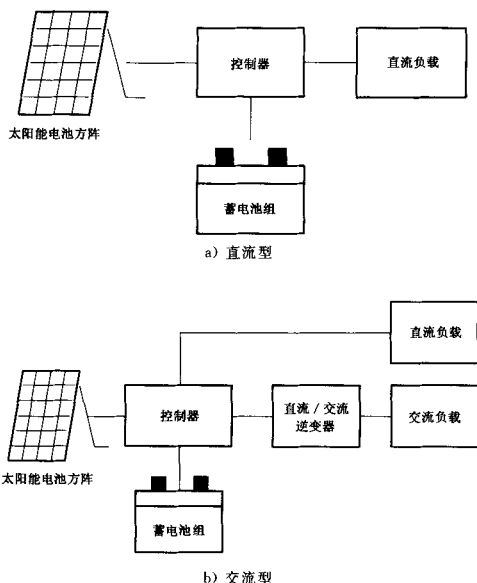 控制器
直流负载
太阳能电池方阵
蓄电池组
a) 直流型
直流负载
控制器
直流/交流
逆变器
交流负载
太阳能电池方阵
蓄电池组
b) 交流型